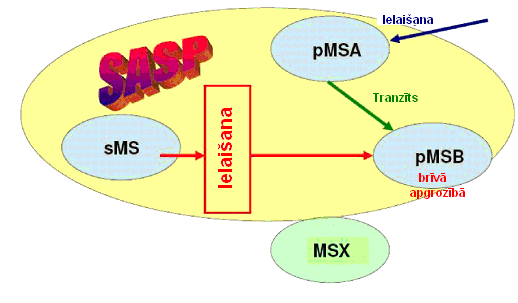 Ielaišana
pMSA
SASP
Tranzīts
sMS
Ielaišana
pMSB
brīvā
apgrozībā
MSX